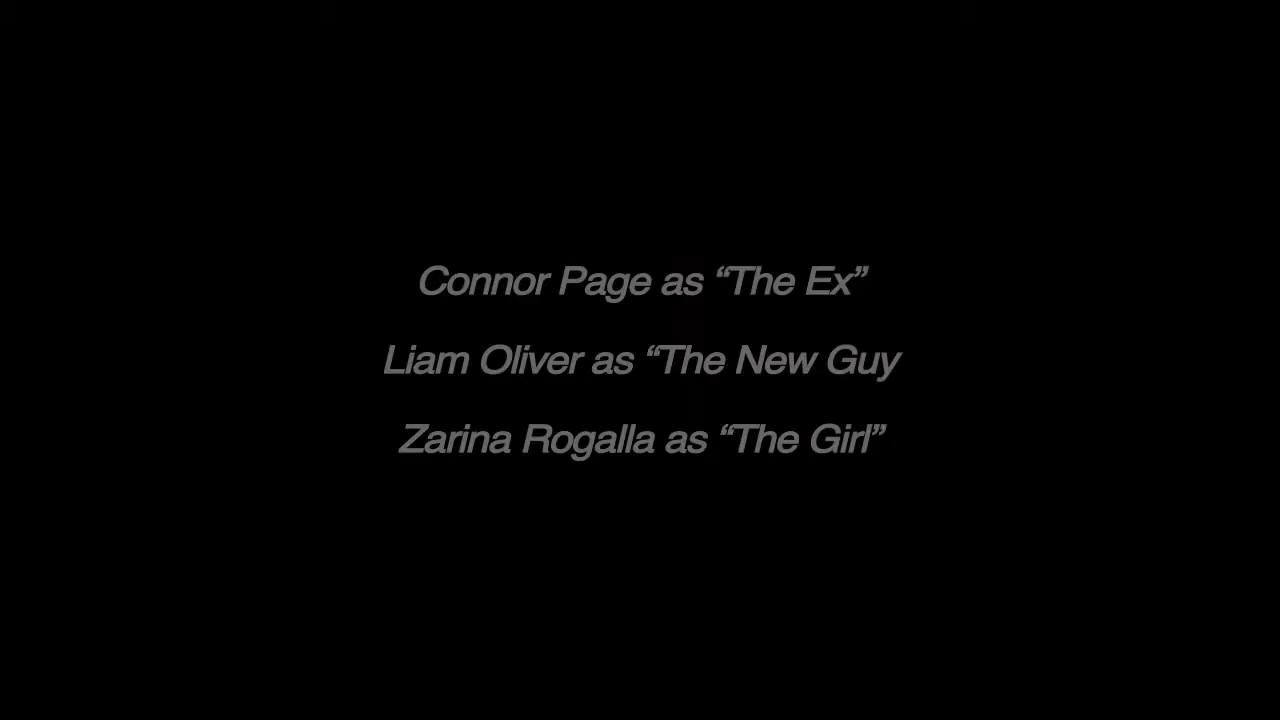 Connor Page as “The Ex”
Liam Oliver as “The New Guy
Zarina Rogalla as “The Girl”